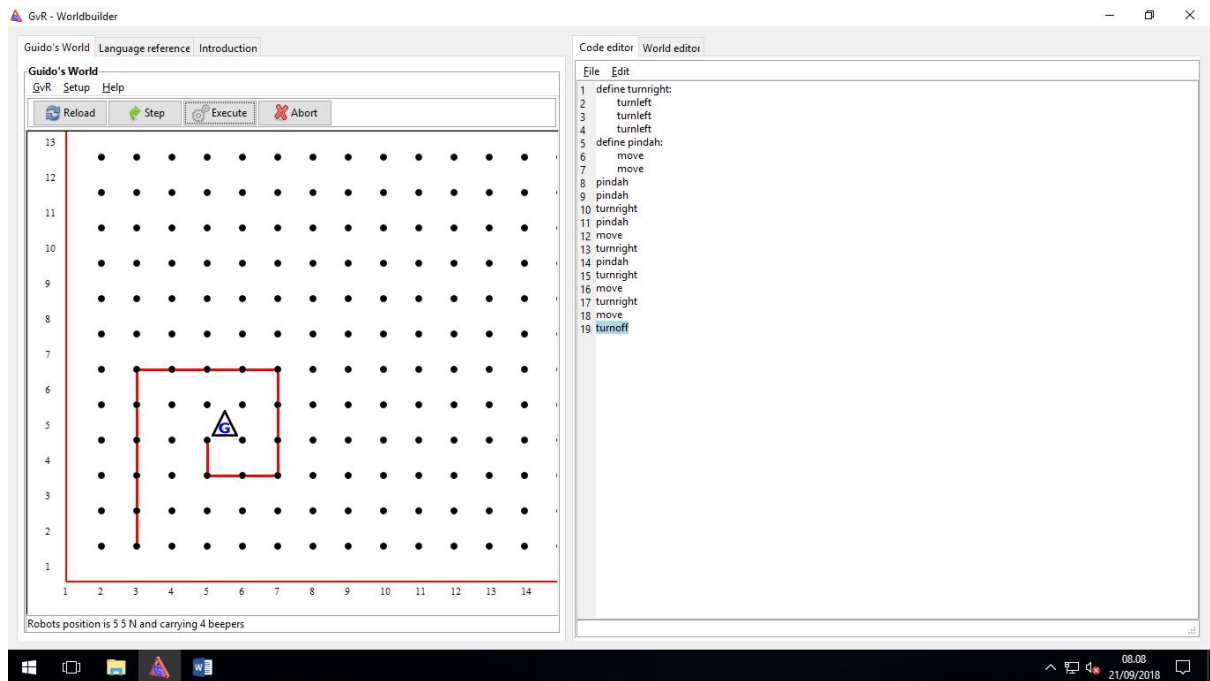 GvR - Worldbuilder
Guido's World Language reference Introduction
Guido's World
GvR Setup Help
Reload Step Execute Abort
13
12
11
10
9
8
7
6
5
4
3
2
1
G
1 2 3 4 5 6 7 8 9 10 11 12 13 14
Robots position is 5 5 N and carrying 4 beepers
Code editor World editor
File Edit
1 define turnright:
2 turnleft
3 turnleft
4 turnleft
5 define pindah:
6 move
7 move
8 pindah
9 pindah
10 turnright
11 pindah
12 move
13 turnright
14 pindah
15 turnright
16 move
17 turnright
18 move
19 turnoff
W
08.08
21/09/2018